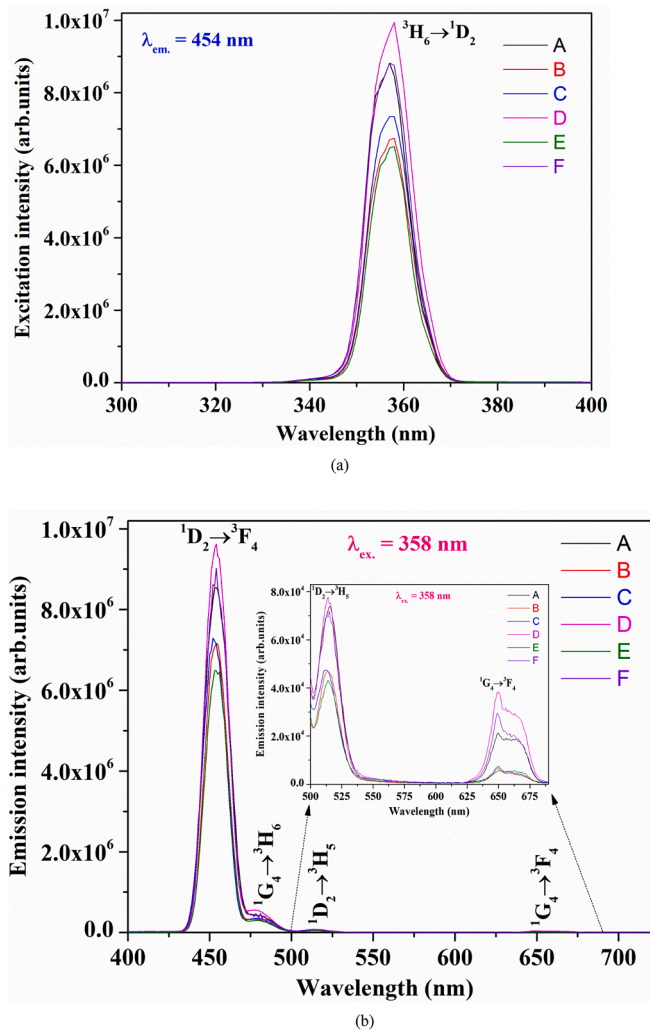 λem. = 454 nm
³H₆→¹D₂
A
B
C
D
E
F
Excitation intensity (arb.units)
1.0x10⁷
8.0x10⁶
6.0x10⁶
4.0x10⁶
2.0x10⁶
0.0
300 320 340 360 380 400
Wavelength (nm)
(a)
¹D₂→³F₄
λex. = 358 nm
A
B
C
D
E
F
Emission intensity (arb.units)
1.0x10⁷
8.0x10⁶
6.0x10⁶
4.0x10⁶
2.0x10⁶
0.0
¹D₂→³H₅
λex = 358 nm
A
B
C
D
E
F
Emission intensity (arb.units)
8.0x10⁴
6.0x10⁴
4.0x10⁴
2.0x10⁴
0.0
¹G₄→³F₄
500 525 550 575 600 625 650 675
Wavelength (nm)
¹G₄→³H₆
¹D₂→³H₅
¹G₄→³F₄
400 450 500 550 600 650 700
Wavelength (nm)
(b)